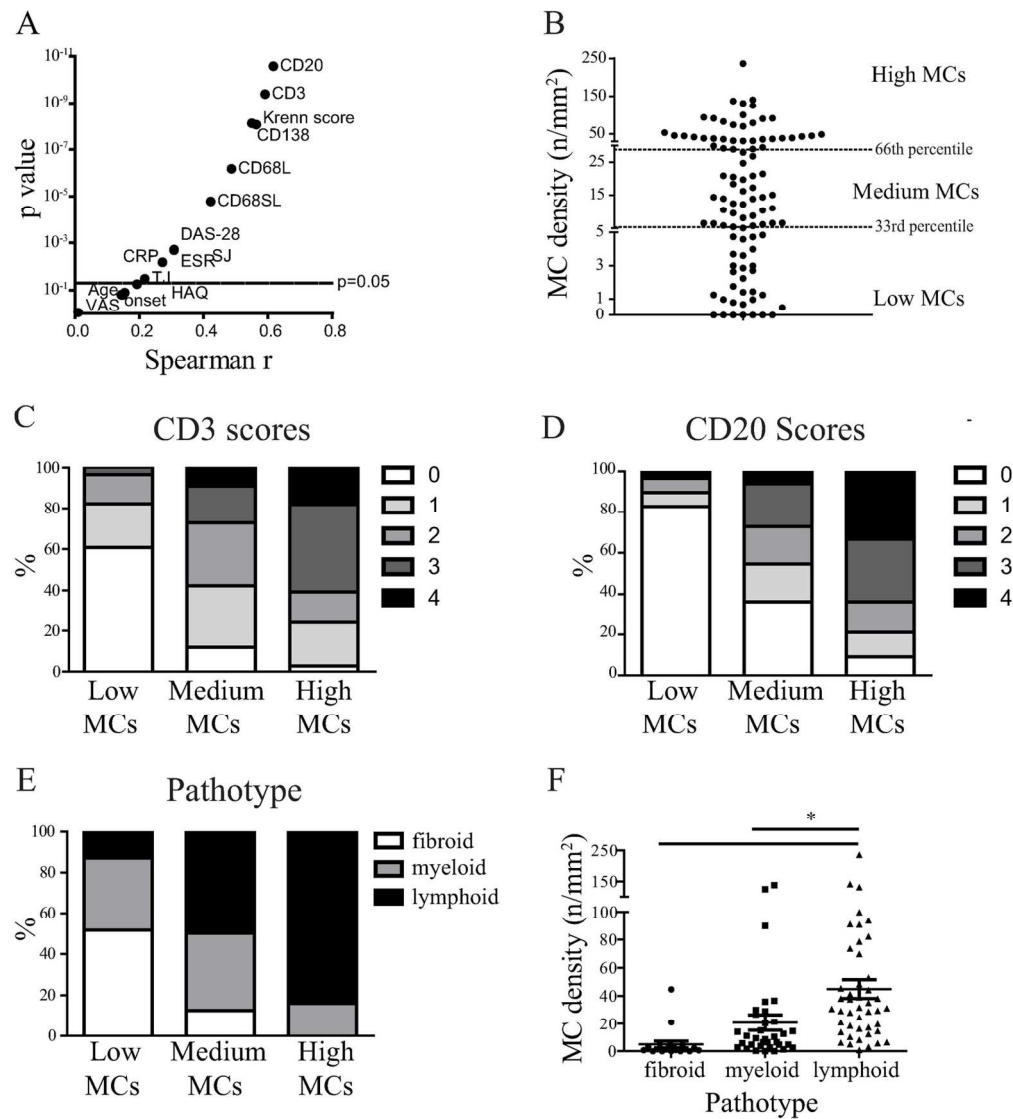 A
p value
10⁻¹¹
10⁻⁹
10⁻⁷
10⁻⁵
10⁻³
10⁻¹
CD20
CD3
Krenn score
CD138
CD68L
CD68SL
DAS-28
CRP
ESR SJ
TJ
p=0.05
Age onset
HAQ
VAS
0.0 0.2 0.4 0.6 0.8
Spearman r
B
MC density (n/mm²)
250
150
50
25
15
5
1
0
High MCs
66th percentile
Medium MCs
33rd percentile
Low MCs
C
CD3 scores
%
100
80
60
40
20
0
Low MCs
Medium MCs
High MCs
0
1
2
3
4
D
CD20 Scores
-
%
100
80
60
40
20
0
Low MCs
Medium MCs
High MCs
0
1
2
3
4
E
Pathotype
%
100
80
60
40
20
0
Low MCs
Medium MCs
High MCs
fibroid
myeloid
lymphoid
F
*
MC density (n/mm²)
250
150
100
80
60
40
20
0
fibroid myeloid lymphoid
Pathotype